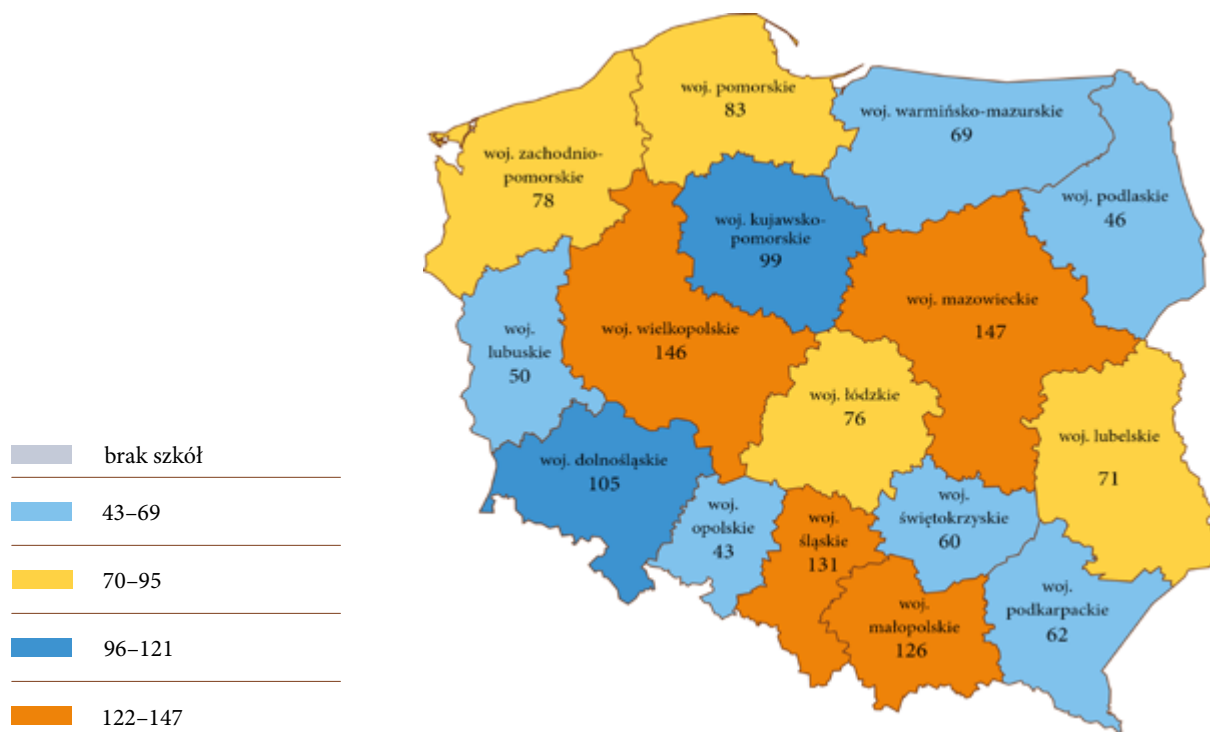 woj. pomorskie
83
woj. warmińsko-mazurskie
69
woj. zachodnio-
pomorskie
78
woj. podlaskie
46
woj. kujawsko-
pomorskie
99
woj. mazowieckie
147
woj. wielkopolskie
146
woj.
lubuskie
50
woj. łódzkie
76
woj. lubelskie
71
woj. dolnośląskie
105
woj.
opolskie
43
woj.
śląskie
131
woj.
świętokrzyskie
60
woj.
małopolskie
126
woj.
podkarpackie
62
brak szkół
43–69
70–95
96–121
122–147